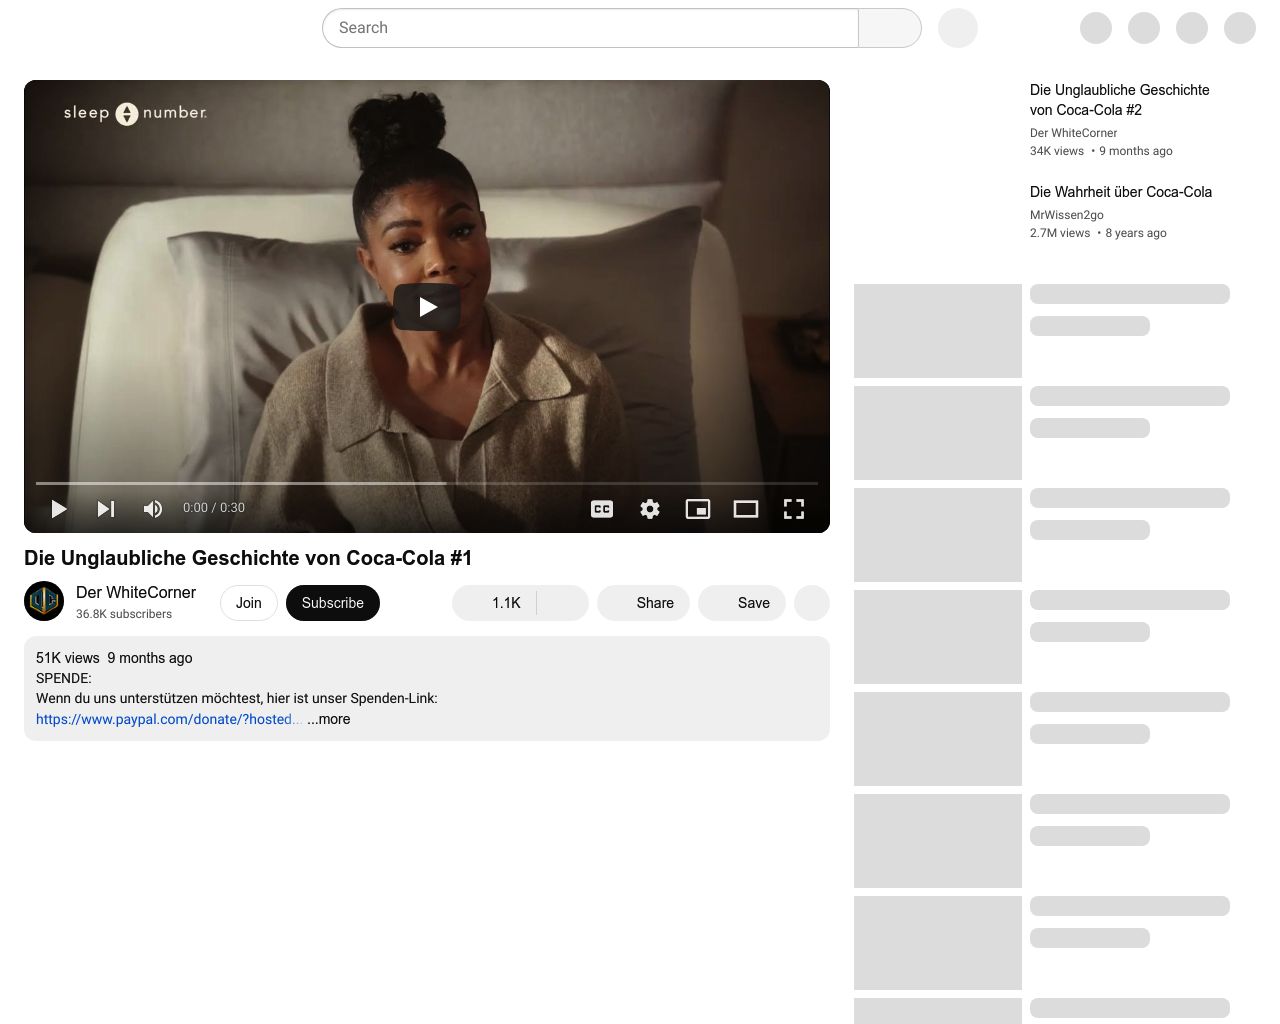 Search
sleep number
0:00 / 0:30
CC
Die Unglaubliche Geschichte von Coca-Cola #1
Der WhiteCorner
36.8K subscribers
Join
Subscribe
1.1K
Share
Save
51K views 9 months ago
SPENDE:
Wenn du uns unterstützen möchtest, hier ist unser Spenden-Link:
https://www.paypal.com/donate/?hosted... ...more
Die Unglaubliche Geschichte
von Coca-Cola #2
Der WhiteCorner
34K views • 9 months ago
Die Wahrheit über Coca-Cola
MrWissen2go
2.7M views • 8 years ago